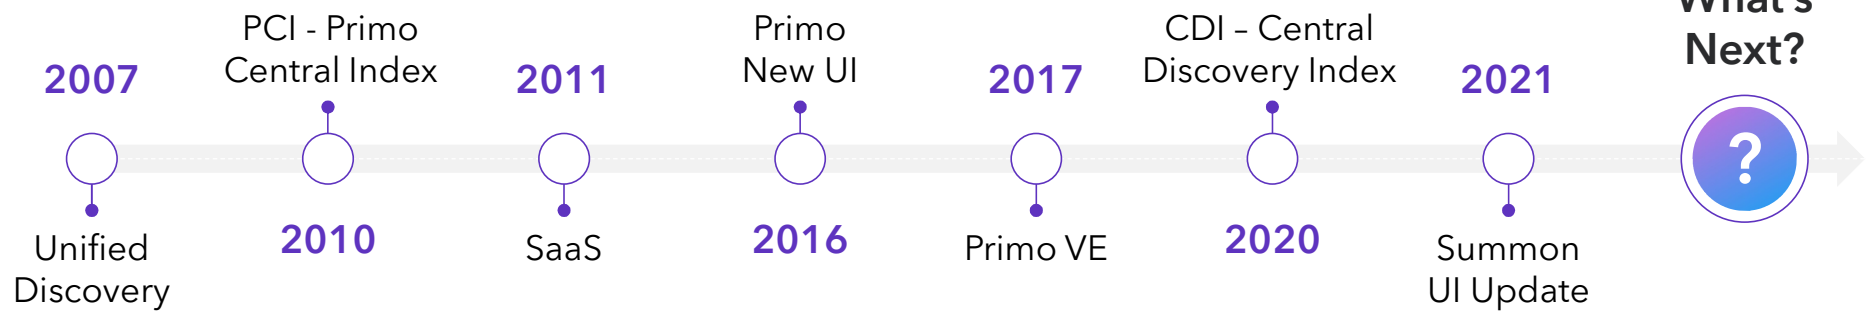 2007
Unified
Discovery
PCI - Primo
Central Index
2010
2011
SaaS
Primo
New UI
2016
2017
Primo VE
CDI – Central
Discovery Index
2020
2021
Summon
UI Update
What's
Next?
?